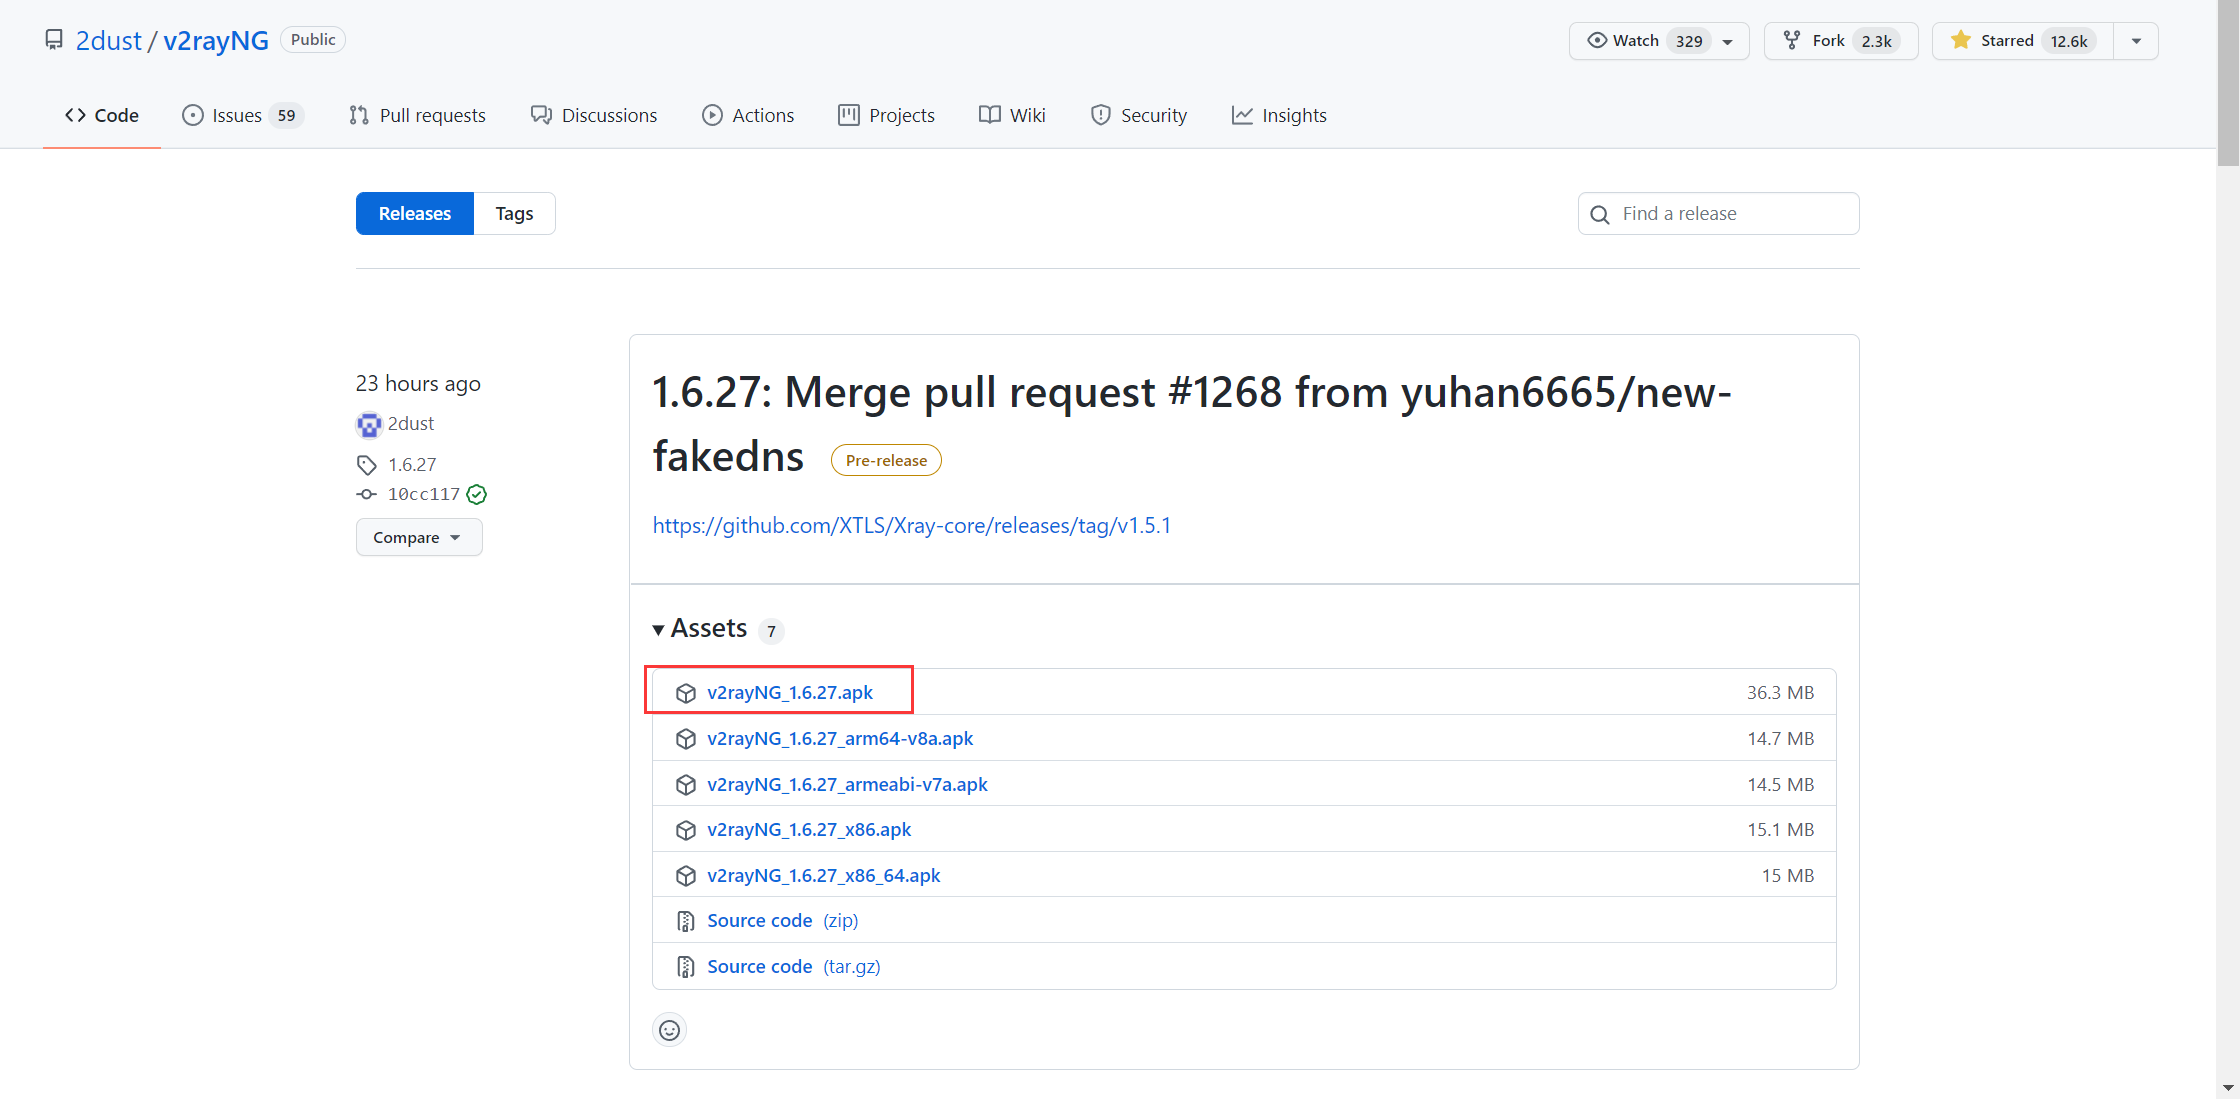 2dust / v2rayNG Public
Watch 329
Fork 2.3k
Starred 12.6k
Code
Issues 59
Pull requests
Discussions
Actions
Projects
Wiki
Security
Insights
Releases
Tags
Find a release
23 hours ago
2dust
1.6.27
10cc117
Compare
1.6.27: Merge pull request #1268 from yuhan6665/new-
fakedns Pre-release
https://github.com/XTLS/Xray-core/releases/tag/v1.5.1
Assets 7
v2rayNG_1.6.27.apk 36.3 MB
v2rayNG_1.6.27_arm64-v8a.apk 14.7 MB
v2rayNG_1.6.27_armeabi-v7a.apk 14.5 MB
v2rayNG_1.6.27_x86.apk 15.1 MB
v2rayNG_1.6.27_x86_64.apk 15 MB
Source code (zip)
Source code (tar.gz)